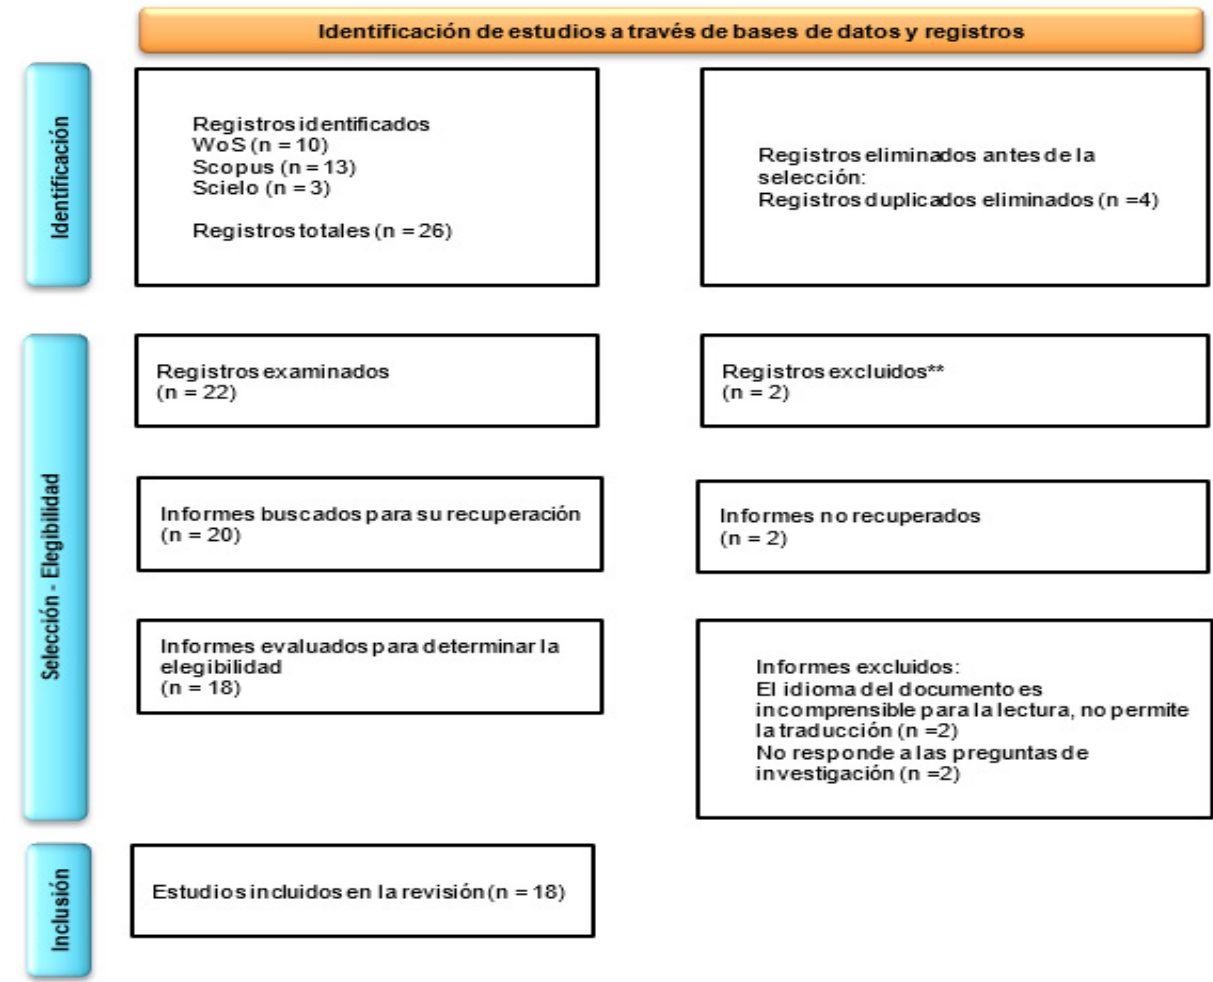 Identificación de estudios a través de bases de datos y registros
Identificación
Registros identificados
WoS (n = 10)
Scopus (n = 13)
Scielo (n = 3)
Registros totales (n = 26)
Registros eliminados antes de la
selección:
Registros duplicados eliminados (n =4)
Selección - Elegibilidad
Registros examinados
(n = 22)
Registros excluidos**
(n = 2)
Informes buscados para su recuperación
(n = 20)
Informes no recuperados
(n = 2)
Informes evaluados para determinar la
elegibilidad
(n = 18)
Informes excluidos:
El idioma del documento es
incomprensible para la lectura, no permite
la traducción (n =2)
No responde a las preguntas de
investigación (n =2)
Inclusión
Estudios incluidos en la revisión (n = 18)